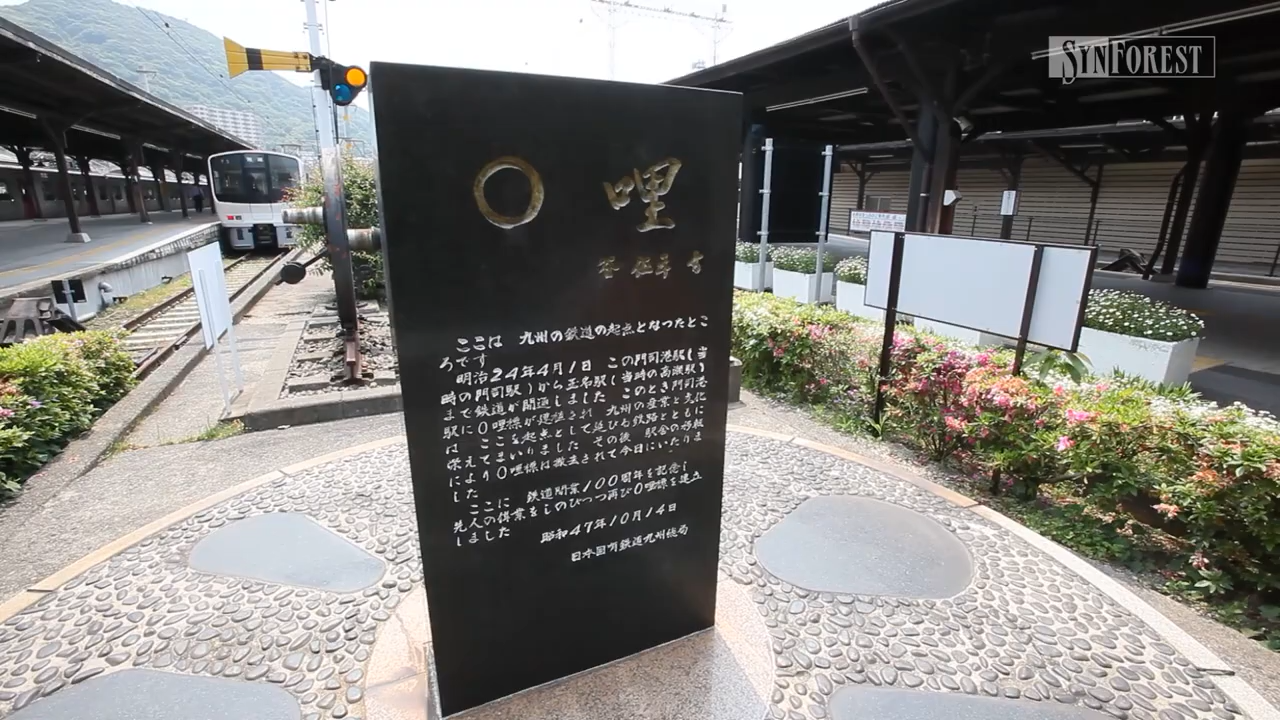 SYNFOREST
〇哩
ここは 九州の鉄道の起点となったとこ
ろです
明治24年4月1日 この門司港駅(当
時の門司駅)から玉名駅(当時の高瀬駅)
まで鉄道が開通しました このとき門司港
駅に〇哩標が建植され 九州の産業と文化
は ここを起点として延びる鉄路とともに
栄えてまいりました その後 駅舎の移転
により〇哩標は撤去されて今日にいたりま
した
ここに 鉄道開業100周年を記念し
先人の偉業をしのびつつ再び〇哩標を建立
しました
昭和47年10月14日
日本国有鉄道九州総局